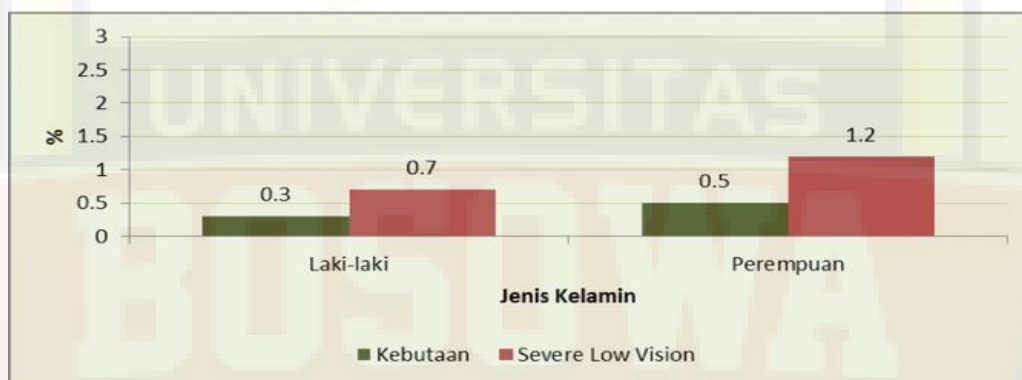 3
2.5
2
1.5
1
0.5
0
%
0.3
0.7
0.5
1.2
Laki-laki
Perempuan
Jenis Kelamin
Kebutaan
Severe Low Vision
UNIVERSITAS
BOSOWA